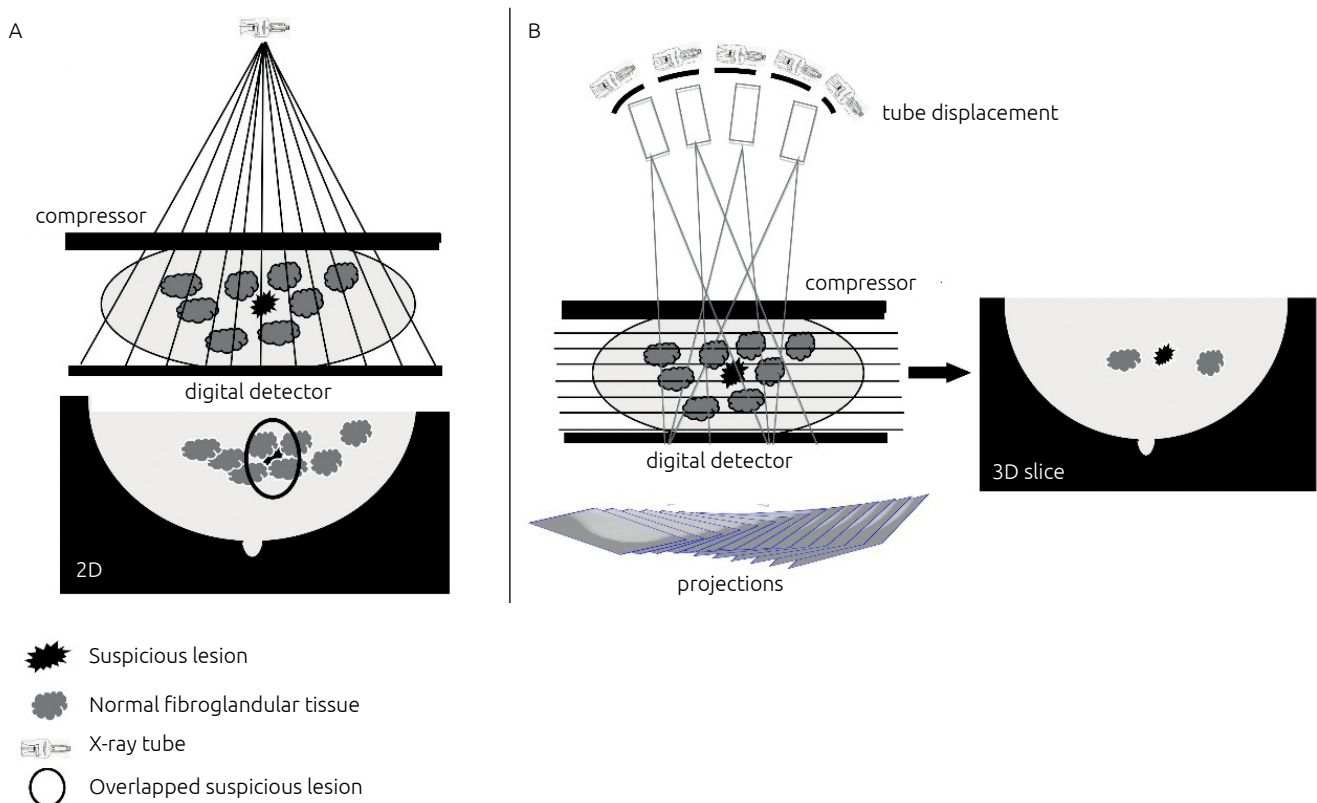 A
compressor
digital detector
2D
B
tube displacement
compressor
digital detector
projections
3D slice
Suspicious lesion
Normal fibroglandular tissue
X-ray tube
Overlapped suspicious lesion